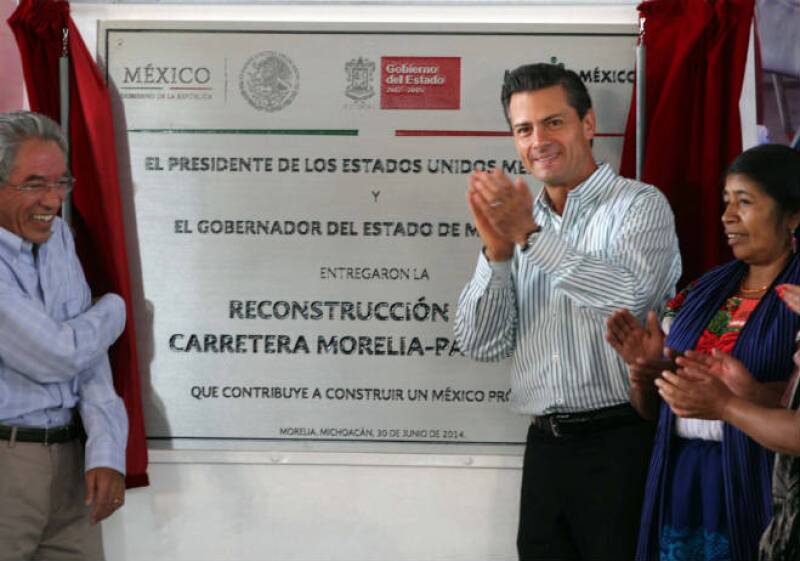 MÉXICO
GOBIERNO DE LA REPÚBLICA
Gobierno
del Estado
MÉXICO
EL PRESIDENTE DE LOS ESTADOS UNIDOS ME
Y
EL GOBERNADOR DEL ESTADO DE M
ENTREGARON LA
RECONSTRUCCIÓN
CARRETERA MORELIA-PA
QUE CONTRIBUYE A CONSTRUIR UN MÉXICO PRÓ
MORELIA, MICHOACÁN, 30 DE JUNIO DE 2014.